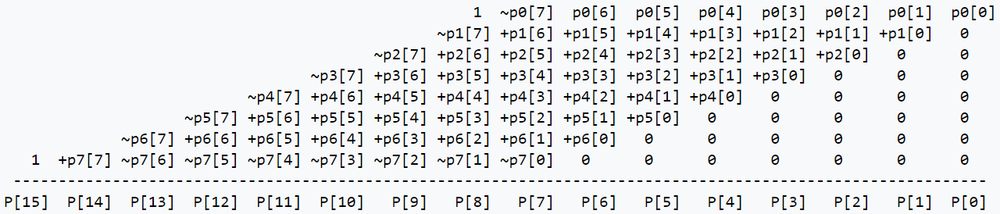 1 ~p0[7] p0[6] p0[5] p0[4] p0[3] p0[2] p0[1] p0[0]
~p1[7] +p1[6] +p1[5] +p1[4] +p1[3] +p1[2] +p1[1] +p1[0] 0
~p2[7] +p2[6] +p2[5] +p2[4] +p2[3] +p2[2] +p2[1] +p2[0] 0 0
~p3[7] +p3[6] +p3[5] +p3[4] +p3[3] +p3[2] +p3[1] +p3[0] 0 0 0
~p4[7] +p4[6] +p4[5] +p4[4] +p4[3] +p4[2] +p4[1] +p4[0] 0 0 0 0
~p5[7] +p5[6] +p5[5] +p5[4] +p5[3] +p5[2] +p5[1] +p5[0] 0 0 0 0 0
~p6[7] +p6[6] +p6[5] +p6[4] +p6[3] +p6[2] +p6[1] +p6[0] 0 0 0 0 0 0
1 +p7[7] ~p7[6] ~p7[5] ~p7[4] ~p7[3] ~p7[2] ~p7[1] ~p7[0] 0 0 0 0 0 0 0
------------------------------------------------------------------------------------------------------------
P[15] P[14] P[13] P[12] P[11] P[10] P[9] P[8] P[7] P[6] P[5] P[4] P[3] P[2] P[1] P[0]